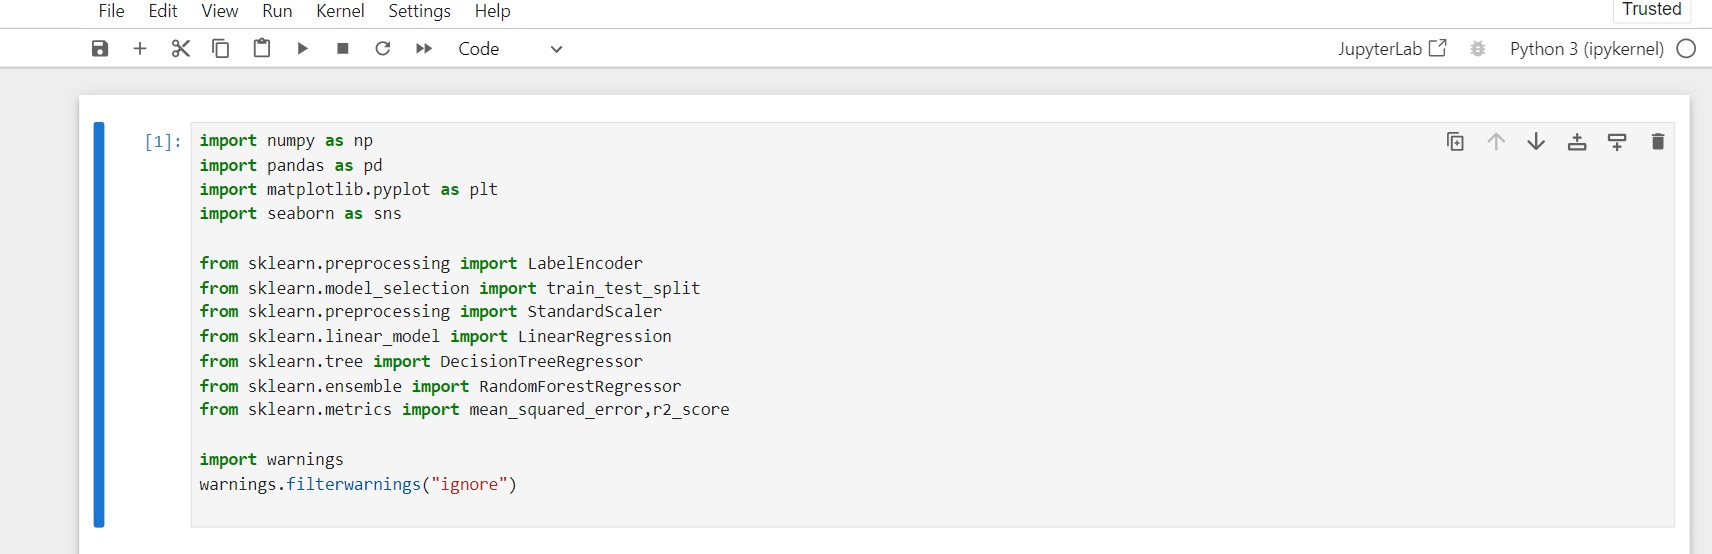 File Edit View Run Kernel Settings Help
Trusted
Code
JupyterLab
Python 3 (ipykernel)
[1]:
import numpy as np
import pandas as pd
import matplotlib.pyplot as plt
import seaborn as sns
from sklearn.preprocessing import LabelEncoder
from sklearn.model_selection import train_test_split
from sklearn.preprocessing import StandardScaler
from sklearn.linear_model import LinearRegression
from sklearn.tree import DecisionTreeRegressor
from sklearn.ensemble import RandomForestRegressor
from sklearn.metrics import mean_squared_error,r2_score
import warnings
warnings.filterwarnings("ignore")